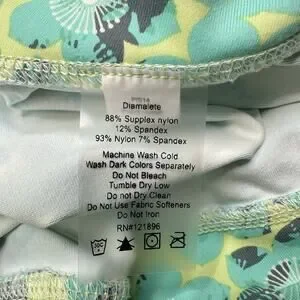 Diamalete
88% Supplex nylon
12% Spandex
93% Nylon 7% Spandex
Machine Wash Cold
Wash Dark Colors Separately
Do Not Bleach
Tumble Dry Low
Do not Dry Clean
Do Not Use Fabric Softeners
Do Not Iron
RN#121896